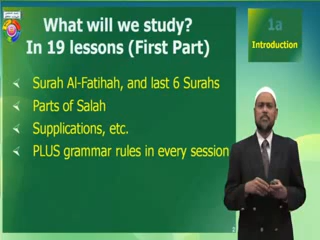 What will we study?
In 19 lessons (First Part)
1a
Introduction
Surah Al-Fatihah, and last 6 Surahs
Parts of Salah
Supplications, etc.
PLUS grammar rules in every session